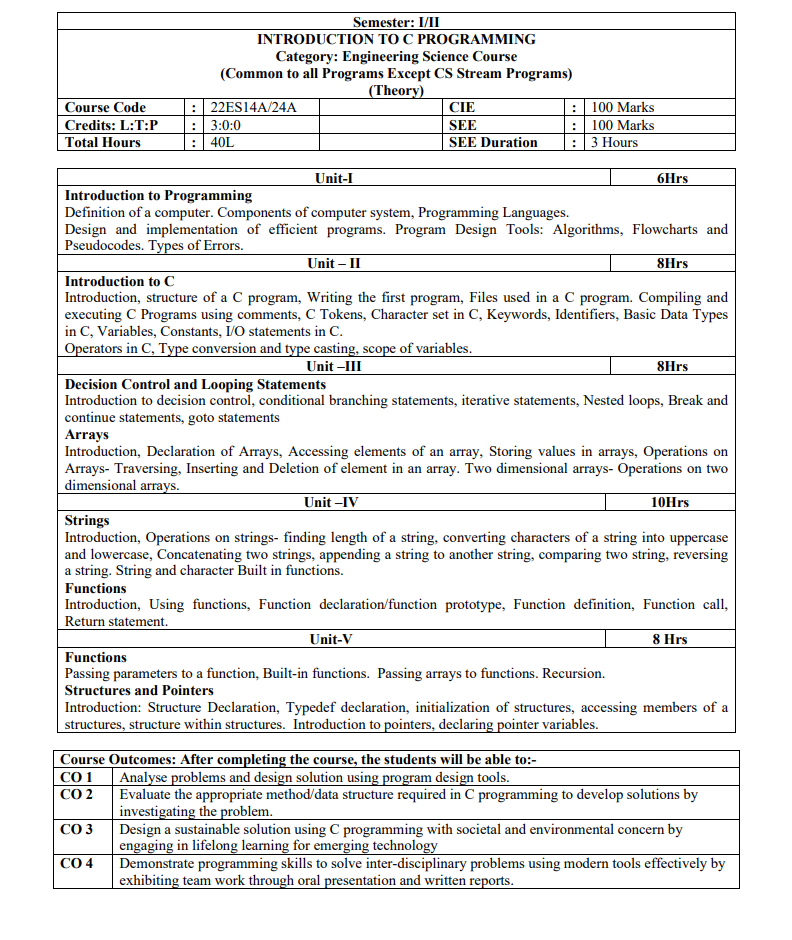 Semester: I/II
INTRODUCTION TO C PROGRAMMING
Category: Engineering Science Course
(Common to all Programs Except CS Stream Programs)
(Theory)
Course Code : 22ES14A/24A CIE : 100 Marks
Credits: L:T:P : 3:0:0 SEE : 100 Marks
Total Hours : 40L SEE Duration : 3 Hours
Unit-I 6Hrs
Introduction to Programming
Definition of a computer. Components of computer system, Programming Languages.
Design and implementation of efficient programs. Program Design Tools: Algorithms, Flowcharts and
Pseudocodes. Types of Errors.
Unit – II 8Hrs
Introduction to C
Introduction, structure of a C program, Writing the first program, Files used in a C program. Compiling and
executing C Programs using comments, C Tokens, Character set in C, Keywords, Identifiers, Basic Data Types
in C, Variables, Constants, I/O statements in C.
Operators in C, Type conversion and type casting, scope of variables.
Unit –III 8Hrs
Decision Control and Looping Statements
Introduction to decision control, conditional branching statements, iterative statements, Nested loops, Break and
continue statements, goto statements
Arrays
Introduction, Declaration of Arrays, Accessing elements of an array, Storing values in arrays, Operations on
Arrays- Traversing, Inserting and Deletion of element in an array. Two dimensional arrays- Operations on two
dimensional arrays.
Unit –IV 10Hrs
Strings
Introduction, Operations on strings- finding length of a string, converting characters of a string into uppercase
and lowercase, Concatenating two strings, appending a string to another string, comparing two string, reversing
a string. String and character Built in functions.
Functions
Introduction, Using functions, Function declaration/function prototype, Function definition, Function call,
Return statement.
Unit-V 8 Hrs
Functions
Passing parameters to a function, Built-in functions. Passing arrays to functions. Recursion.
Structures and Pointers
Introduction: Structure Declaration, Typedef declaration, initialization of structures, accessing members of a
structures, structure within structures. Introduction to pointers, declaring pointer variables.
Course Outcomes: After completing the course, the students will be able to:-
CO 1 Analyse problems and design solution using program design tools.
CO 2 Evaluate the appropriate method/data structure required in C programming to develop solutions by
investigating the problem.
CO 3 Design a sustainable solution using C programming with societal and environmental concern by
engaging in lifelong learning for emerging technology
CO 4 Demonstrate programming skills to solve inter-disciplinary problems using modern tools effectively by
exhibiting team work through oral presentation and written reports.